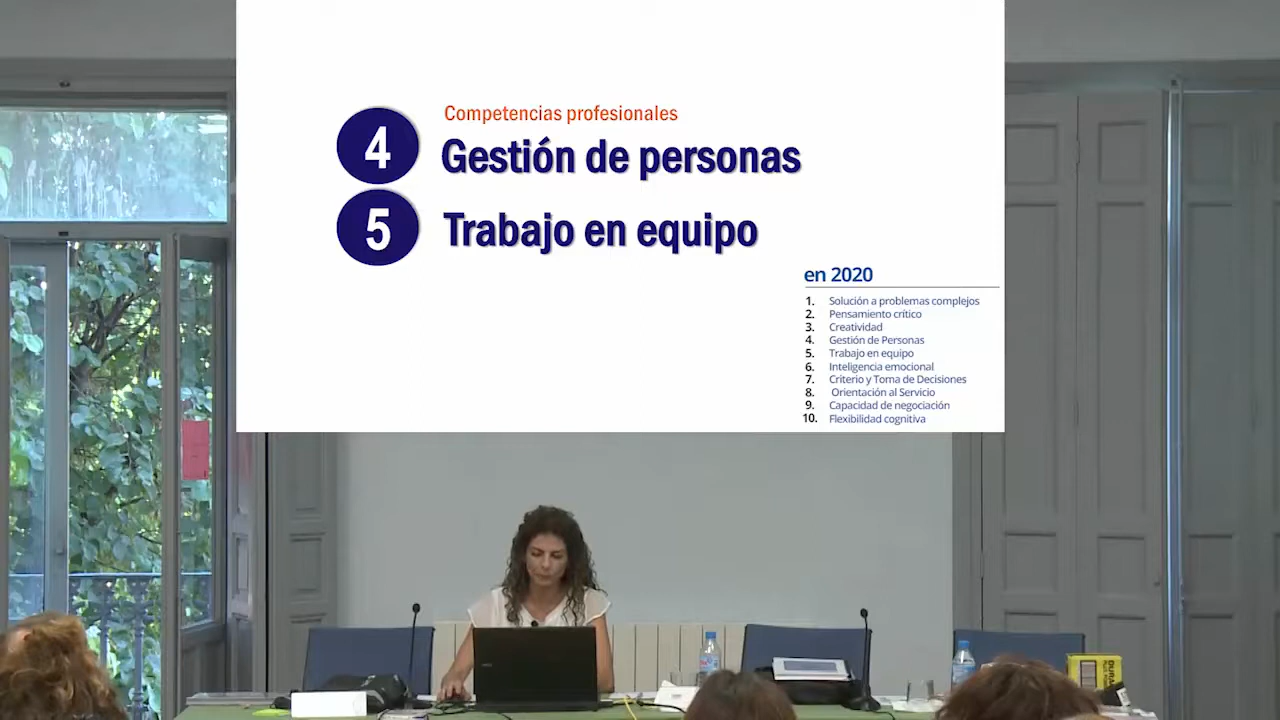 Competencias profesionales
4 Gestión de personas
5 Trabajo en equipo
en 2020
1. Solución a problemas complejos
2. Pensamiento crítico
3. Creatividad
4. Gestión de Personas
5. Trabajo en equipo
6. Inteligencia emocional
7. Criterio y Toma de Decisiones
8. Orientación al Servicio
9. Capacidad de negociación
10. Flexibilidad cognitiva